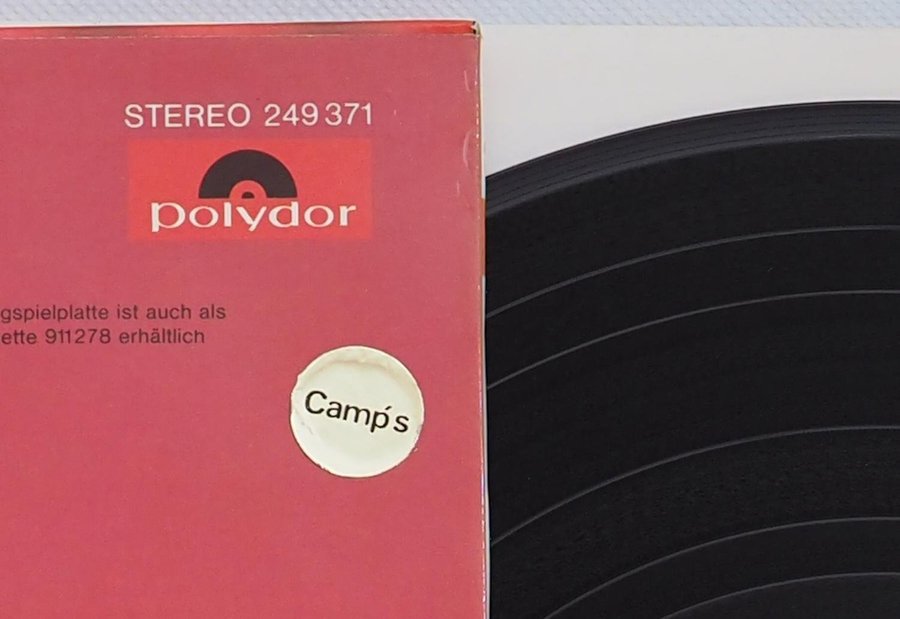 STEREO 249 371
polydor
gspielplatte ist auch als
ette 911278 erhältlich
Camp's